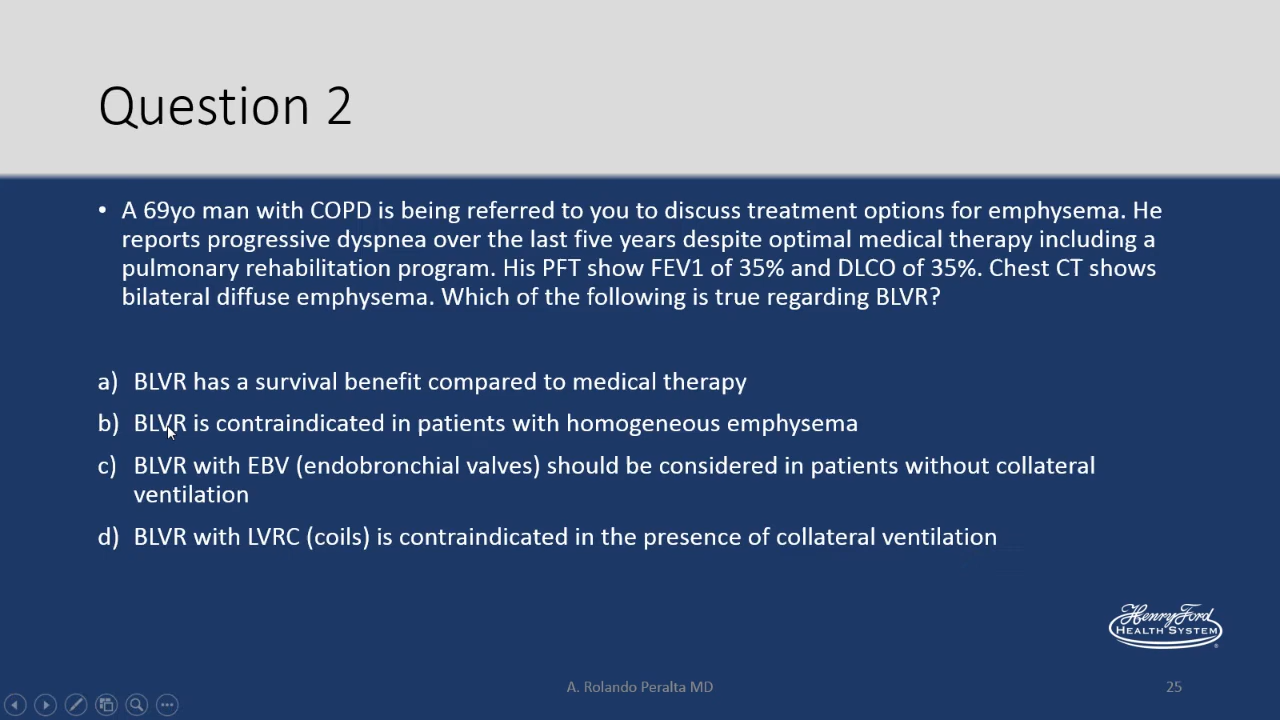 Question 2
• A 69yo man with COPD is being referred to you to discuss treatment options for emphysema. He
reports progressive dyspnea over the last five years despite optimal medical therapy including a
pulmonary rehabilitation program. His PFT show FEV1 of 35% and DLCO of 35%. Chest CT shows
bilateral diffuse emphysema. Which of the following is true regarding BLVR?
a) BLVR has a survival benefit compared to medical therapy
b) BLVR is contraindicated in patients with homogeneous emphysema
c) BLVR with EBV (endobronchial valves) should be considered in patients without collateral
ventilation
d) BLVR with LVRC (coils) is contraindicated in the presence of collateral ventilation
Henry Ford
HEALTH SYSTEM
A. Rolando Peralta MD
25